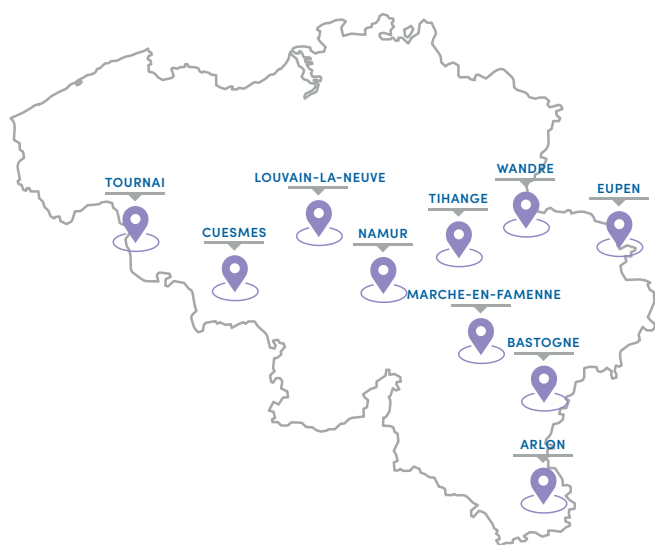 WANDRE
LOUVAIN-LA-NEUVE
TOURNAI
EUPEN
TIHANGE
CUESMES
NAMUR
MARCHE-EN-FAMENNE
BASTOGNE
ARLON